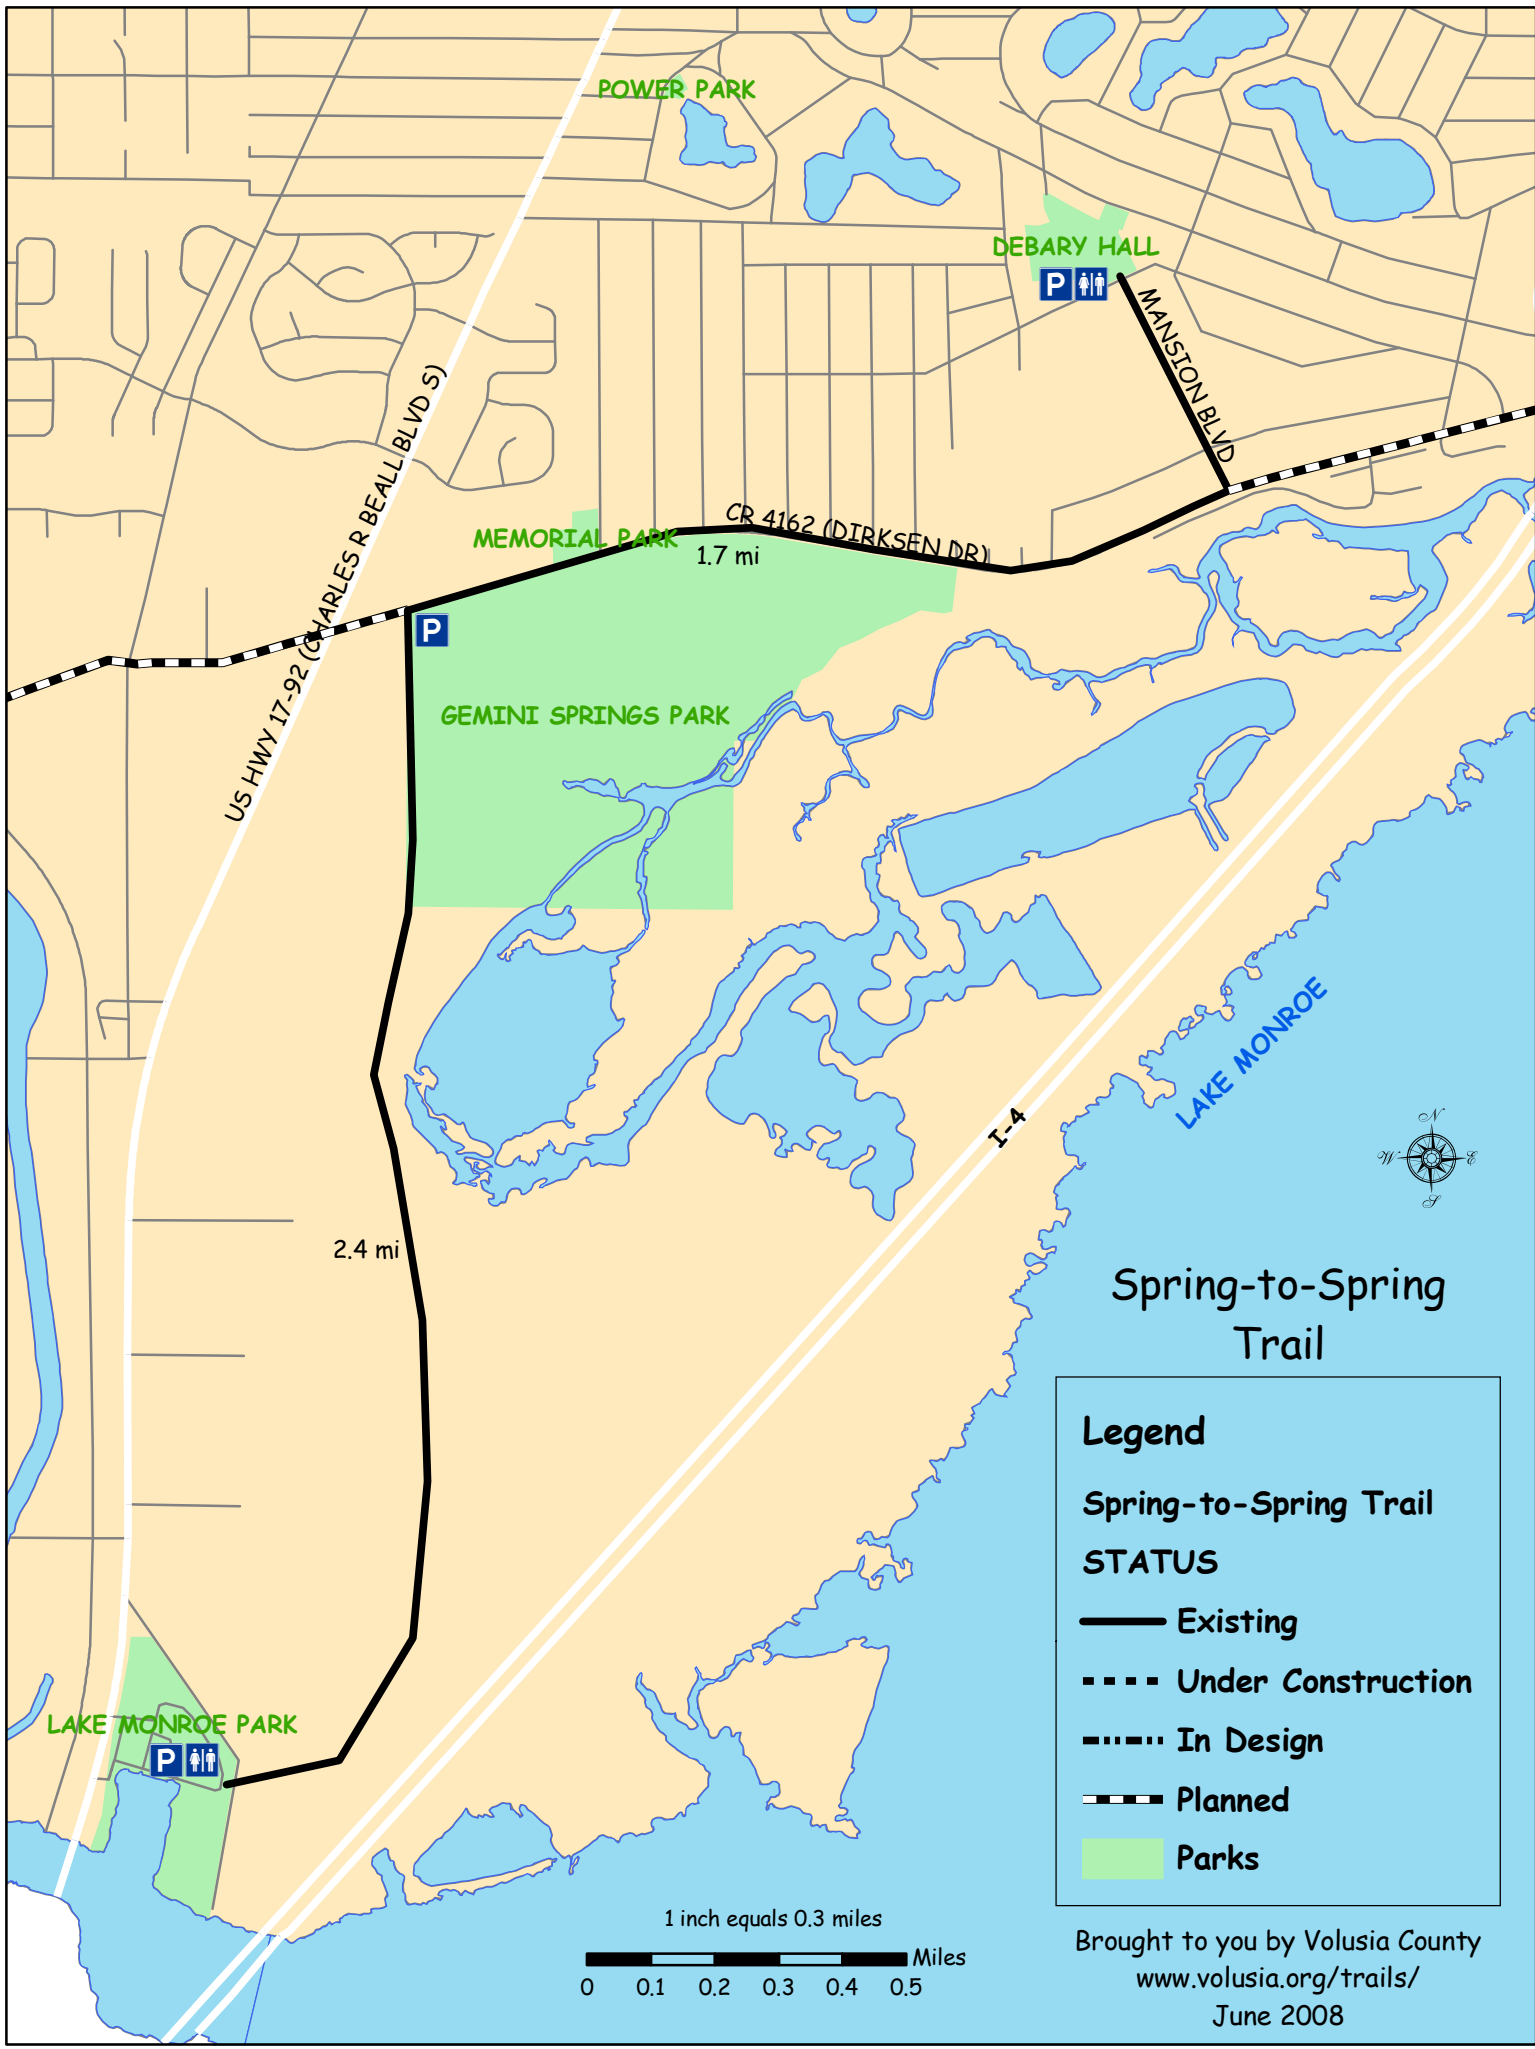 POWER PARK
DEBARY HALL
P
MANSION BLVD
US HWY 17-92 (CHARLES R BEALL BLVD S)
MEMORIAL PARK
CR 4162 (DIRKSEN DR)
1.7 mi
P
GEMINI SPRINGS PARK
LAKE MONROE
I-4
N
W E
S
2.4 mi
Spring-to-Spring
Trail
Legend
Spring-to-Spring Trail
STATUS
Existing
Under Construction
In Design
Planned
Parks
LAKE MONROE PARK
P
1 inch equals 0.3 miles
Miles
0 0.1 0.2 0.3 0.4 0.5
Brought to you by Volusia County
www.volusia.org/trails/
June 2008